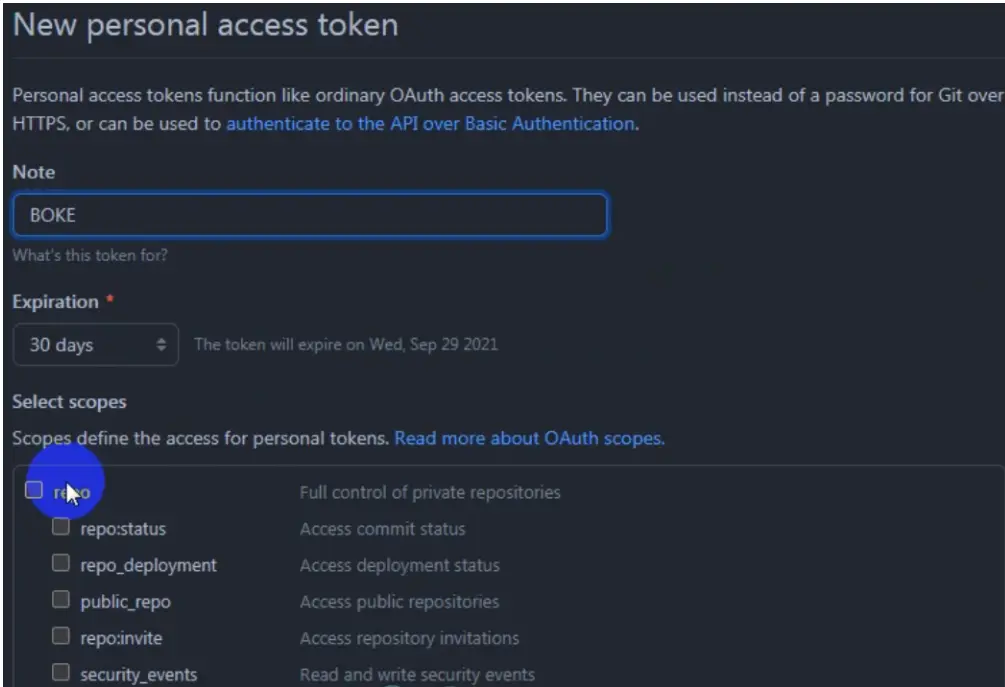 New personal access token
Personal access tokens function like ordinary OAuth access tokens. They can be used instead of a password for Git over
HTTPS, or can be used to authenticate to the API over Basic Authentication.
Note
BOKE
What's this token for?
Expiration *
30 days The token will expire on Wed, Sep 29 2021
Select scopes
Scopes define the access for personal tokens. Read more about OAuth scopes.
repo Full control of private repositories
repo:status Access commit status
repo_deployment Access deployment status
public_repo Access public repositories
repo:invite Access repository invitations
security_events Read and write security events